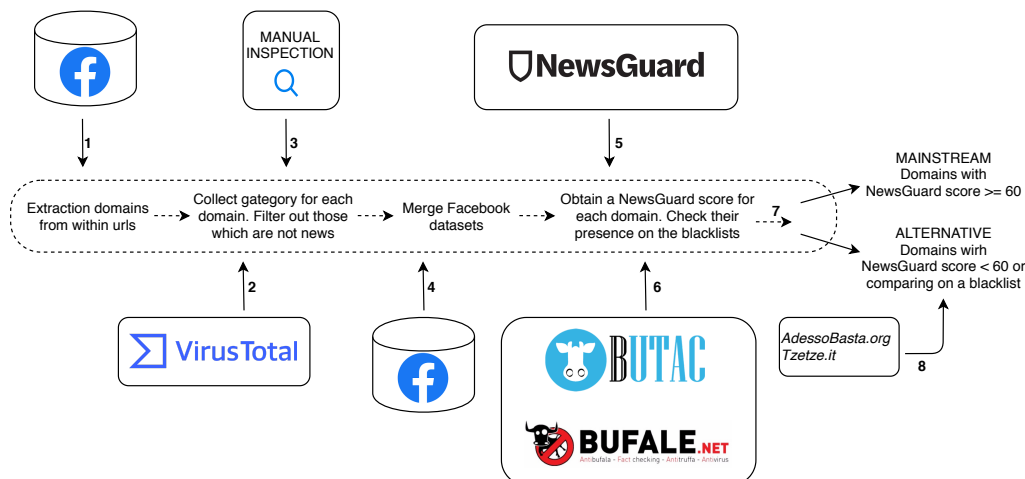 MANUAL
INSPECTION
NewsGuard
1
3
5
Extraction domains
from within urls
Collect gategory for each
domain. Filter out those
which are not news
Merge Facebook
datasets
Obtain a NewsGuard score for
each domain. Check their
presence on the blacklists
7
MAINSTREAM
Domains with
NewsGuard score >= 60
ALTERNATIVE
Domains wirh
NewsGuard score < 60 or
comparing on a blacklist
2
4
6
8
VirusTotal
BUTAC
BUFALE.NET
Antibufala - Fact checking - Antitruffa - Antivirus
AdessoBasta.org
Tzetze.it